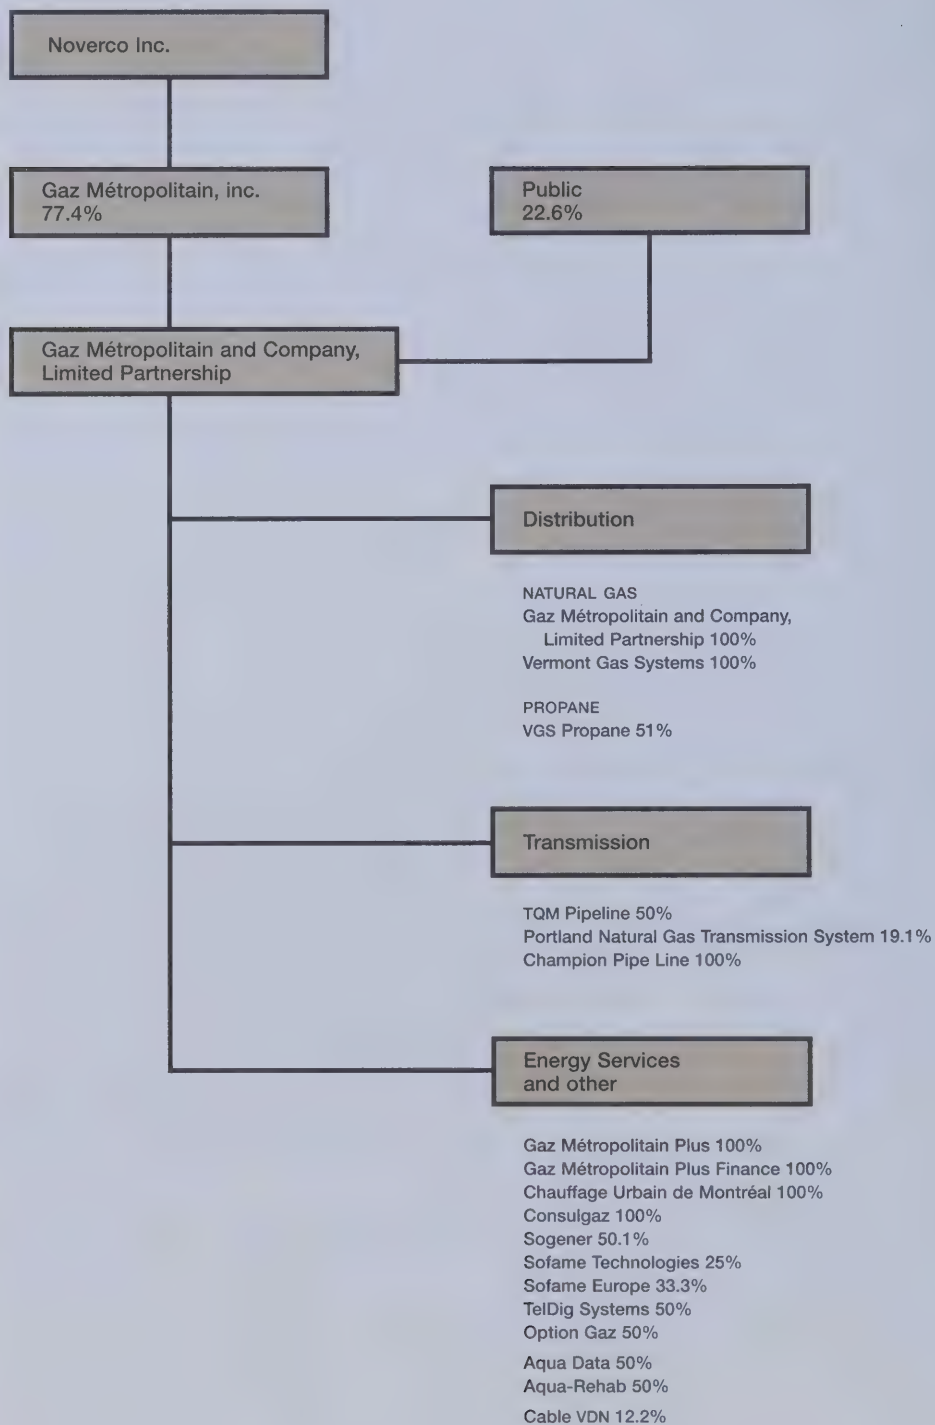 Noverco Inc.
Gaz Métropolitain, inc.
77.4%
Public
22.6%
Gaz Métropolitain and Company,
Limited Partnership
Distribution
NATURAL GAS
Gaz Métropolitain and Company,
Limited Partnership 100%
Vermont Gas Systems 100%
PROPANE
VGS Propane 51%
Transmission
TQM Pipeline 50%
Portland Natural Gas Transmission System 19.1%
Champion Pipe Line 100%
Energy Services
and other
Gaz Métropolitain Plus 100%
Gaz Métropolitain Plus Finance 100%
Chauffage Urbain de Montréal 100%
Consulgaz 100%
Sogener 50.1%
Sofame Technologies 25%
Sofame Europe 33.3%
TelDig Systems 50%
Option Gaz 50%
Aqua Data 50%
Aqua-Rehab 50%
Cable VDN 12.2%